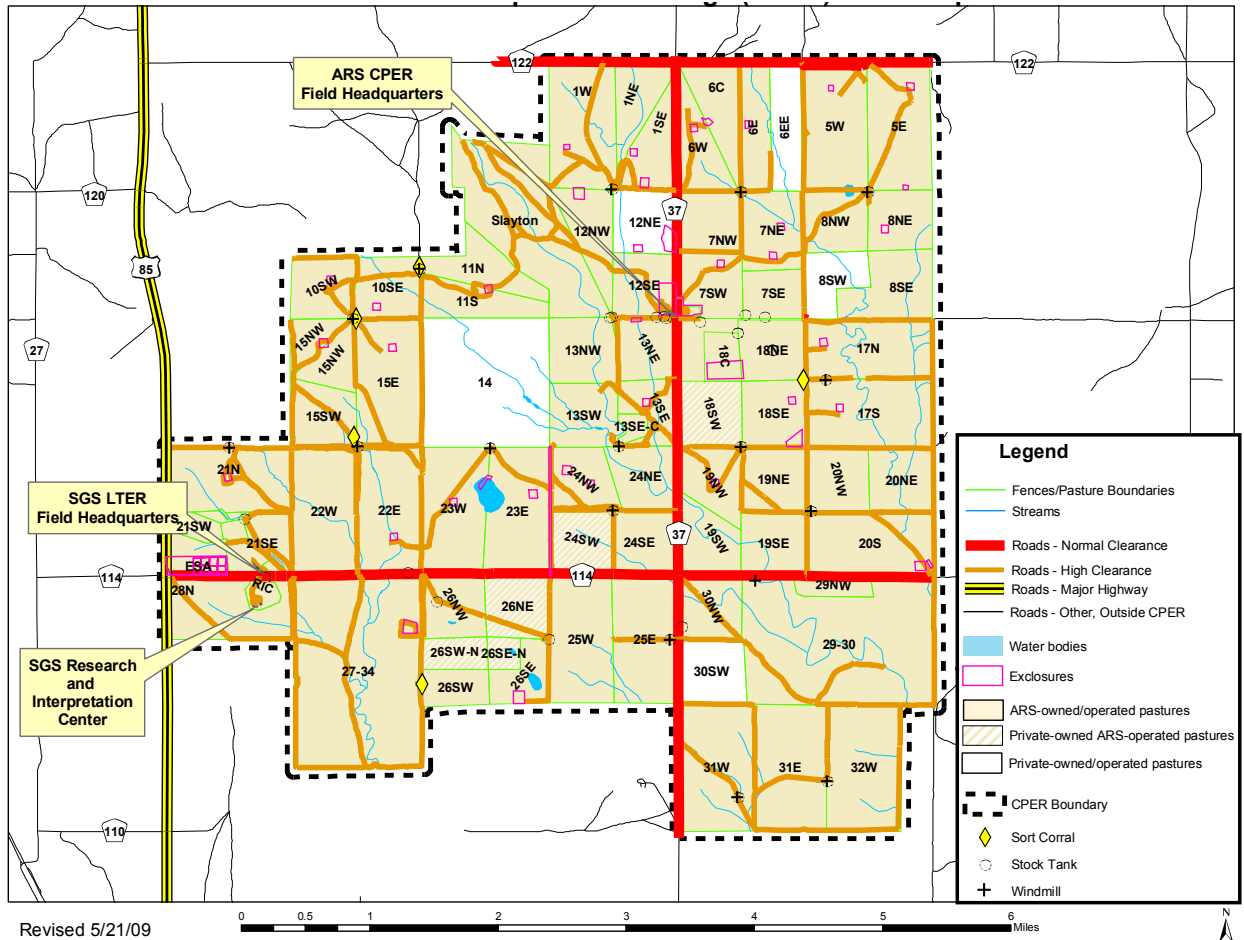 122
122
ARS CPER
Field Headquarters
1W
1NE
1SE
6C
6W
6E
6EE
5W
5E
120
37
Slayton
12NW
12NE
7NW
7NE
8NW
8NE
85
10SW
10SE
11N
11S
12SE
7SW
7SE
8SW
8SE
27
15NW
15NW
15E
14
13NW
13NE
18C
18NE
17N
15SW
13SW
13SE
13SE-C
18SW
18SE
17S
21N
22W
22E
23W
23E
24NW
24NE
19NW
19NE
20NW
20NE
SGS LTER
Field Headquarters
21SW
21SE
24SW
24SE
37
19SW
19SE
20S
ESA
114
114
28N
RIC
26NW
26NE
30NW
29NW
25W
25E
29-30
SGS Research
and
Interpretation
Center
27-34
26SW-N
26SE-N
26SW
26SE
30SW
31W
31E
32W
110
Legend
Fences/Pasture Boundaries
Streams
Roads - Normal Clearance
Roads - High Clearance
Roads - Major Highway
Roads - Other, Outside CPER
Water bodies
Exclosures
ARS-owned/operated pastures
Private-owned ARS-operated pastures
Private-owned/operated pastures
CPER Boundary
Sort Corral
Stock Tank
Windmill
Revised 5/21/09
0 0.5 1 2 3 4 5 6
Miles
N